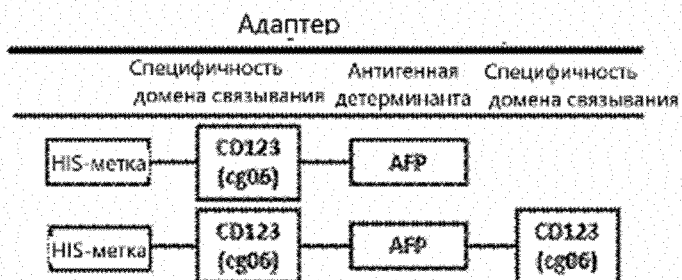 Адаптер
Специфичность Антигенная Специфичность
домена связывания детерминанта домена связывания
HIS-метка CD123 (cg06) AFP
HIS-метка CD123 (cg06) AFP CD123 (cg06)